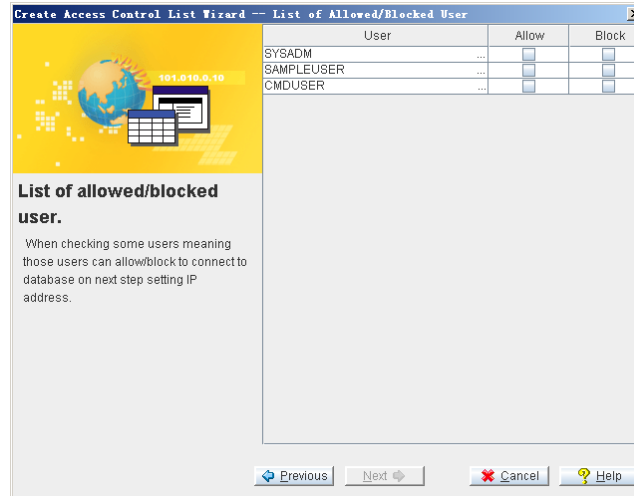 Create Access Control List Wizard -- List of Allowed/Blocked User
101.010.0.10
List of allowed/blocked
user.
When checking some users meaning
those users can allow/block to connect to
database on next step setting IP
address.
User Allow Block
SYSADM ...
SAMPLEUSER ...
CMDUSER ...
Previous Next Cancel Help